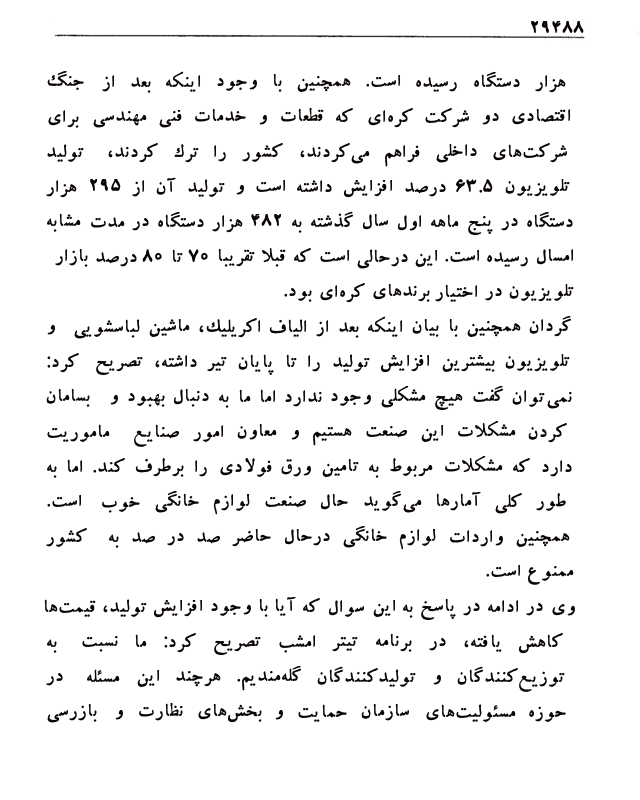 ۲۹۴۸۸
هزار دستگاه رسیده است. همچنین با وجود اینکه بعد از جنگ
اقتصادی دو شرکت کره‌ای که قطعات و خدمات فنی مهندسی برای
شرکت‌های داخلی فراهم می‌کردند، کشور را ترك کردند، تولید
تلویزیون ۶۳.۵ درصد افزایش داشته است و تولید آن از ۲۹۵ هزار
دستگاه در پنج ماهه اول سال گذشته به ۴۸۲ هزار دستگاه در مدت مشابه
امسال رسیده است. این درحالی است که قبلا تقریبا ۷۰ تا ۸۰ درصد بازار
تلویزیون در اختیار برندهای کره‌ای بود.
گردان همچنین با بیان اینکه بعد از الیاف اکریلیك، ماشین لباسشویی و
تلویزیون بیشترین افزایش تولید را تا پایان تیر داشته، تصریح کرد:
نمی‌توان گفت هیچ مشکلی وجود ندارد اما ما به دنبال بهبود و بسامان
کردن مشکلات این صنعت هستیم و معاون امور صنایع ماموریت
دارد که مشکلات مربوط به تامین ورق فولادی را برطرف کند. اما به
طور کلی آمارها می‌گوید حال صنعت لوازم خانگی خوب است.
همچنین واردات لوازم خانگی درحال حاضر صد در صد به کشور
ممنوع است.
وی در ادامه در پاسخ به این سوال که آیا با وجود افزایش تولید، قیمت‌ها
کاهش یافته، در برنامه تیتر امشب تصریح کرد: ما نسبت به
توزیع‌کنندگان و تولیدکنندگان گله‌مندیم. هرچند این مسئله در
حوزه مسئولیت‌های سازمان حمایت و بخش‌های نظارت و بازرسی